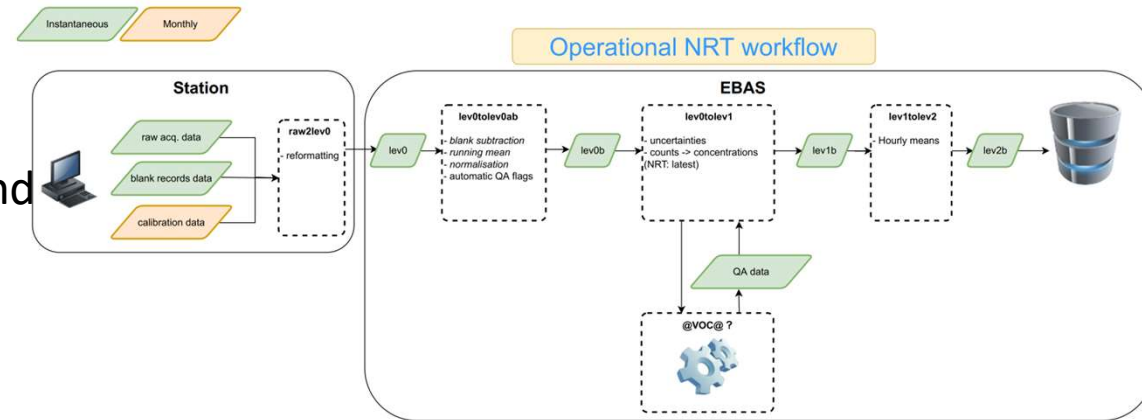 Instantaneous
Monthly
Operational NRT workflow
Station
raw acq. data
blank records data
calibration data
raw2lev0
- reformatting
nd
EBAS
lev0
lev0tolev0ab
- blank subtraction
- running mean
- normalisation
- automatic QA flags
lev0b
lev0tolev1
- uncertainties
- counts -> concentrations
(NRT: latest)
lev1b
lev1tolev2
- Hourly means
lev2b
QA data
@VOC@ ?